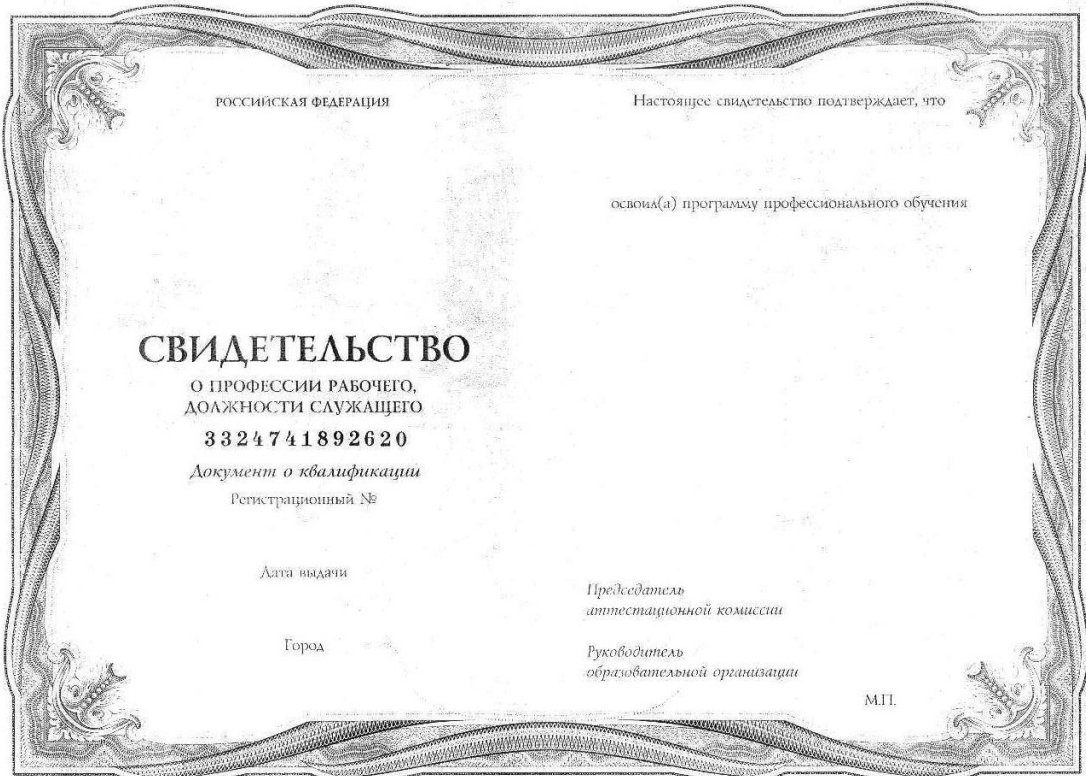 РОССИЙСКАЯ ФЕДЕРАЦИЯ
СВИДЕТЕЛЬСТВО
О ПРОФЕССИИ РАБОЧЕГО,
ДОЛЖНОСТИ СЛУЖАЩЕГО
3324741892620
Документ о квалификации
Регистрационный №
Дата выдачи
Город
Настоящее свидетельство подтверждает, что
освоил(а) программу профессионального обучения
Председатель
аттестационной комиссии
Руководитель
образовательной организации
М.П.